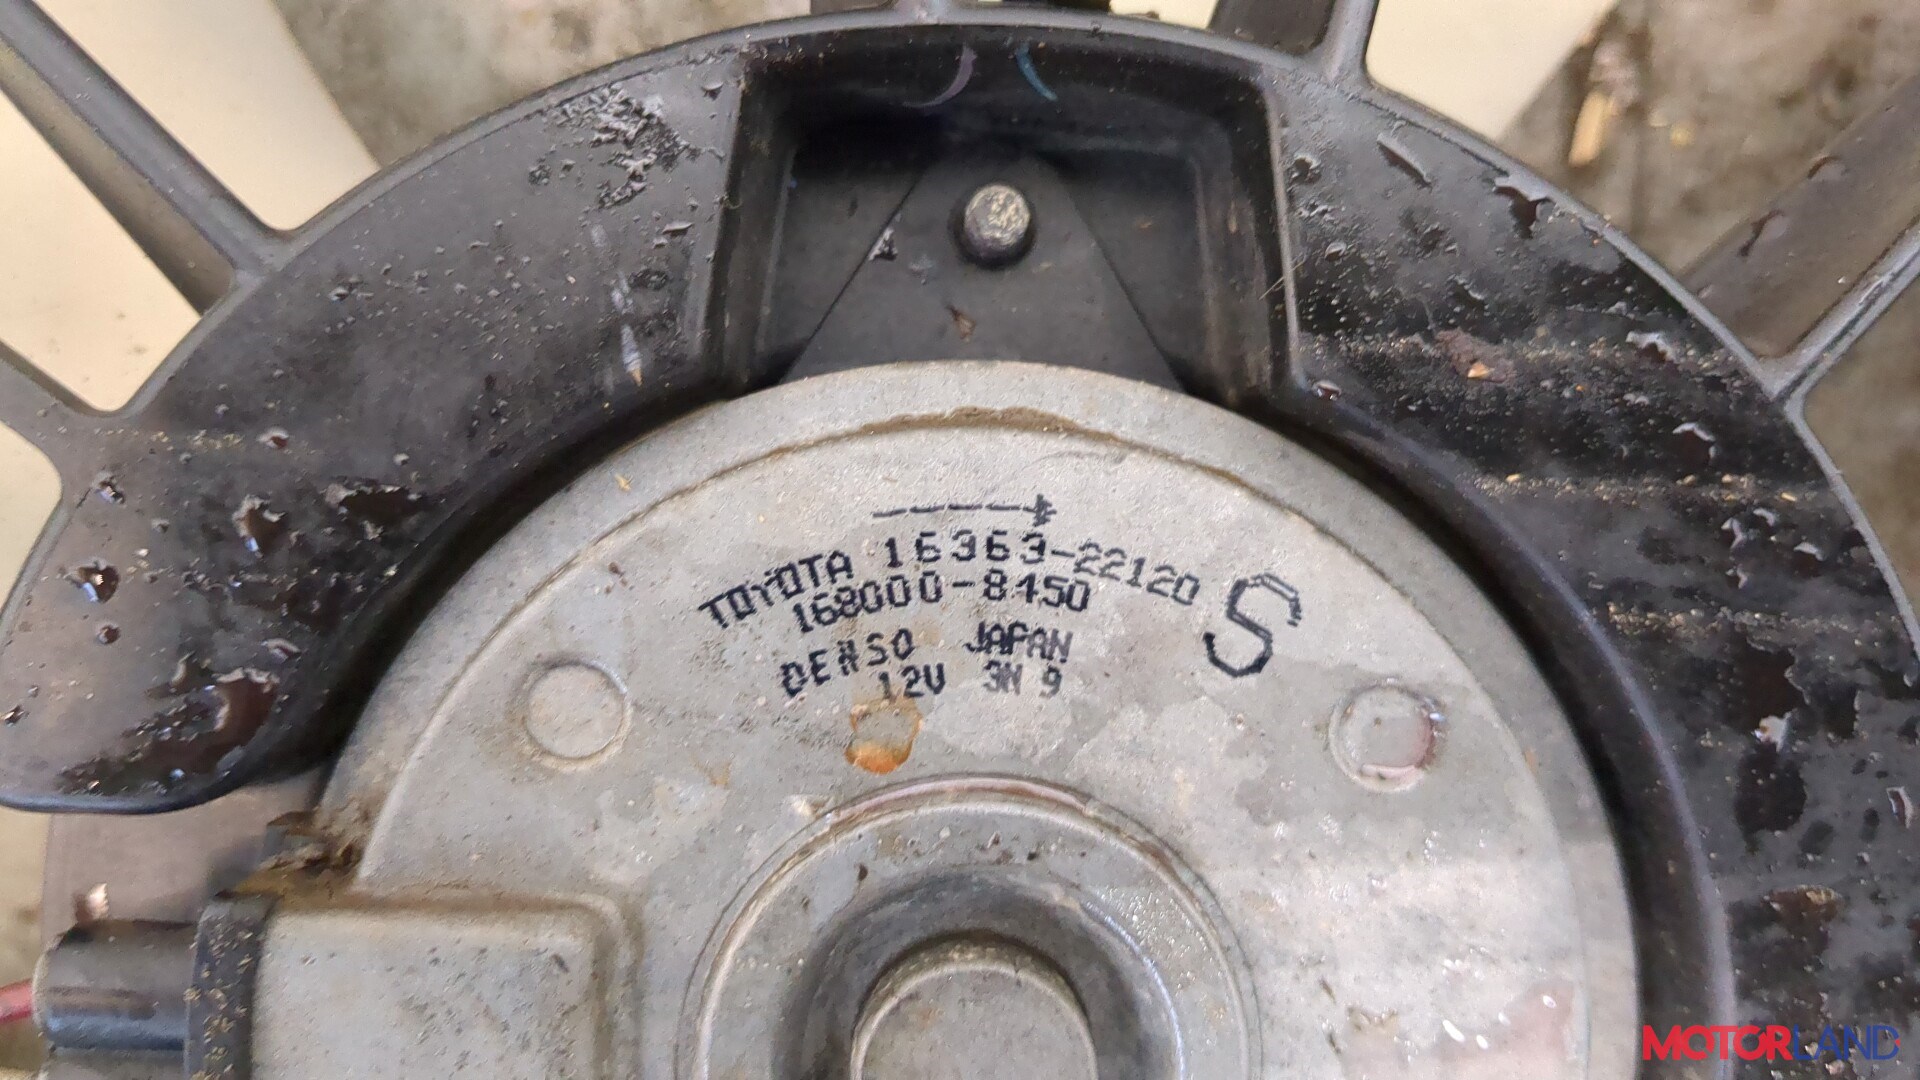 TOYOTA 16363-22120
168000-8450
S
DENSO JAPAN
12V 3N 9
MOTORLAND